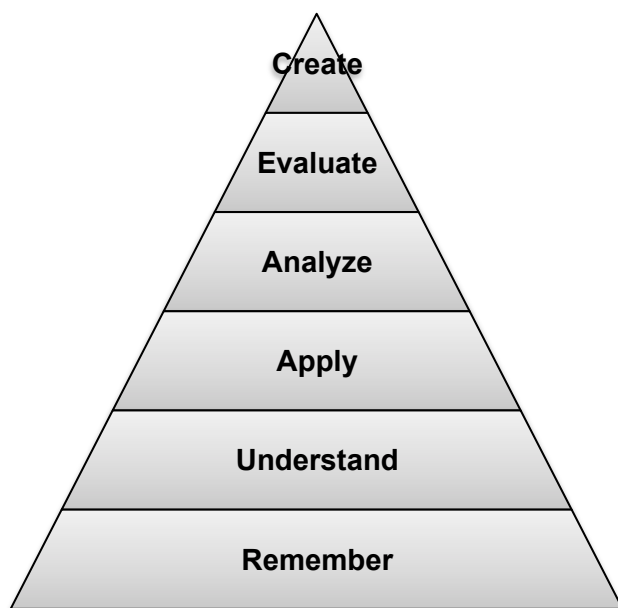 Create
Evaluate
Analyze
Apply
Understand
Remember